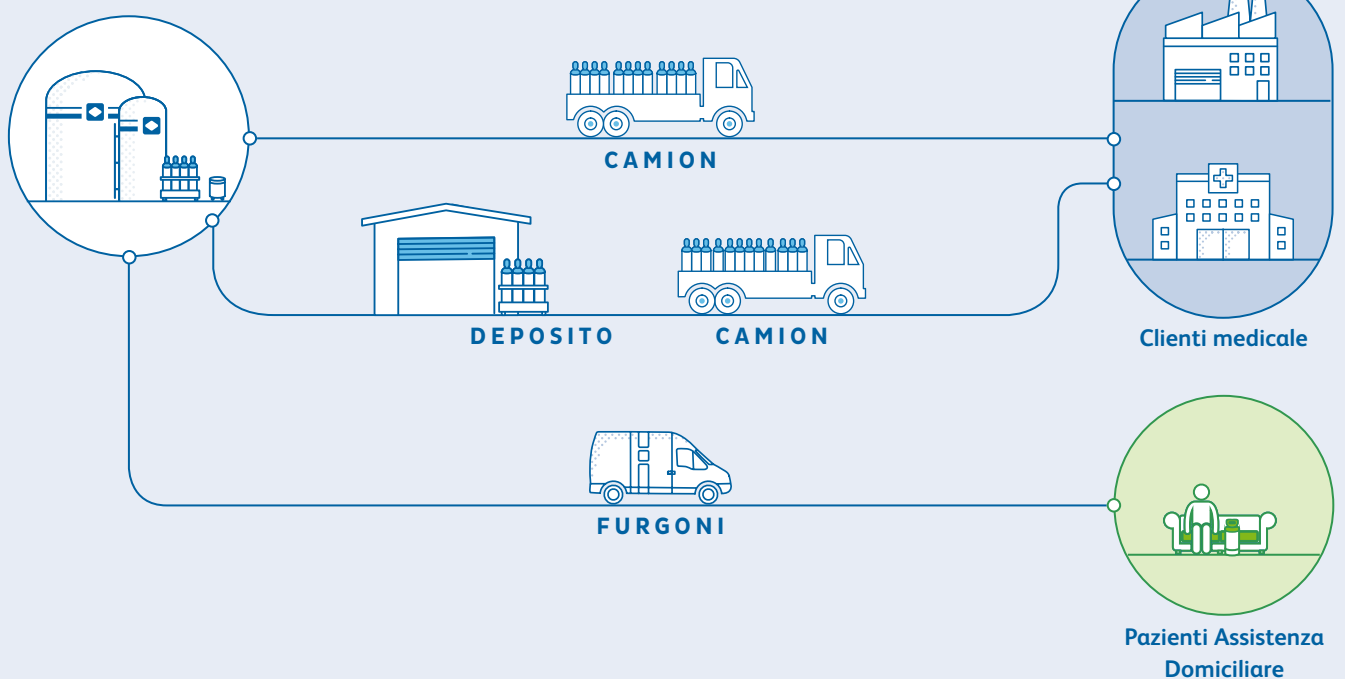 CAMION
DEPOSITO
CAMION
Clienti medicale
FURGONI
Pazienti Assistenza
Domiciliare